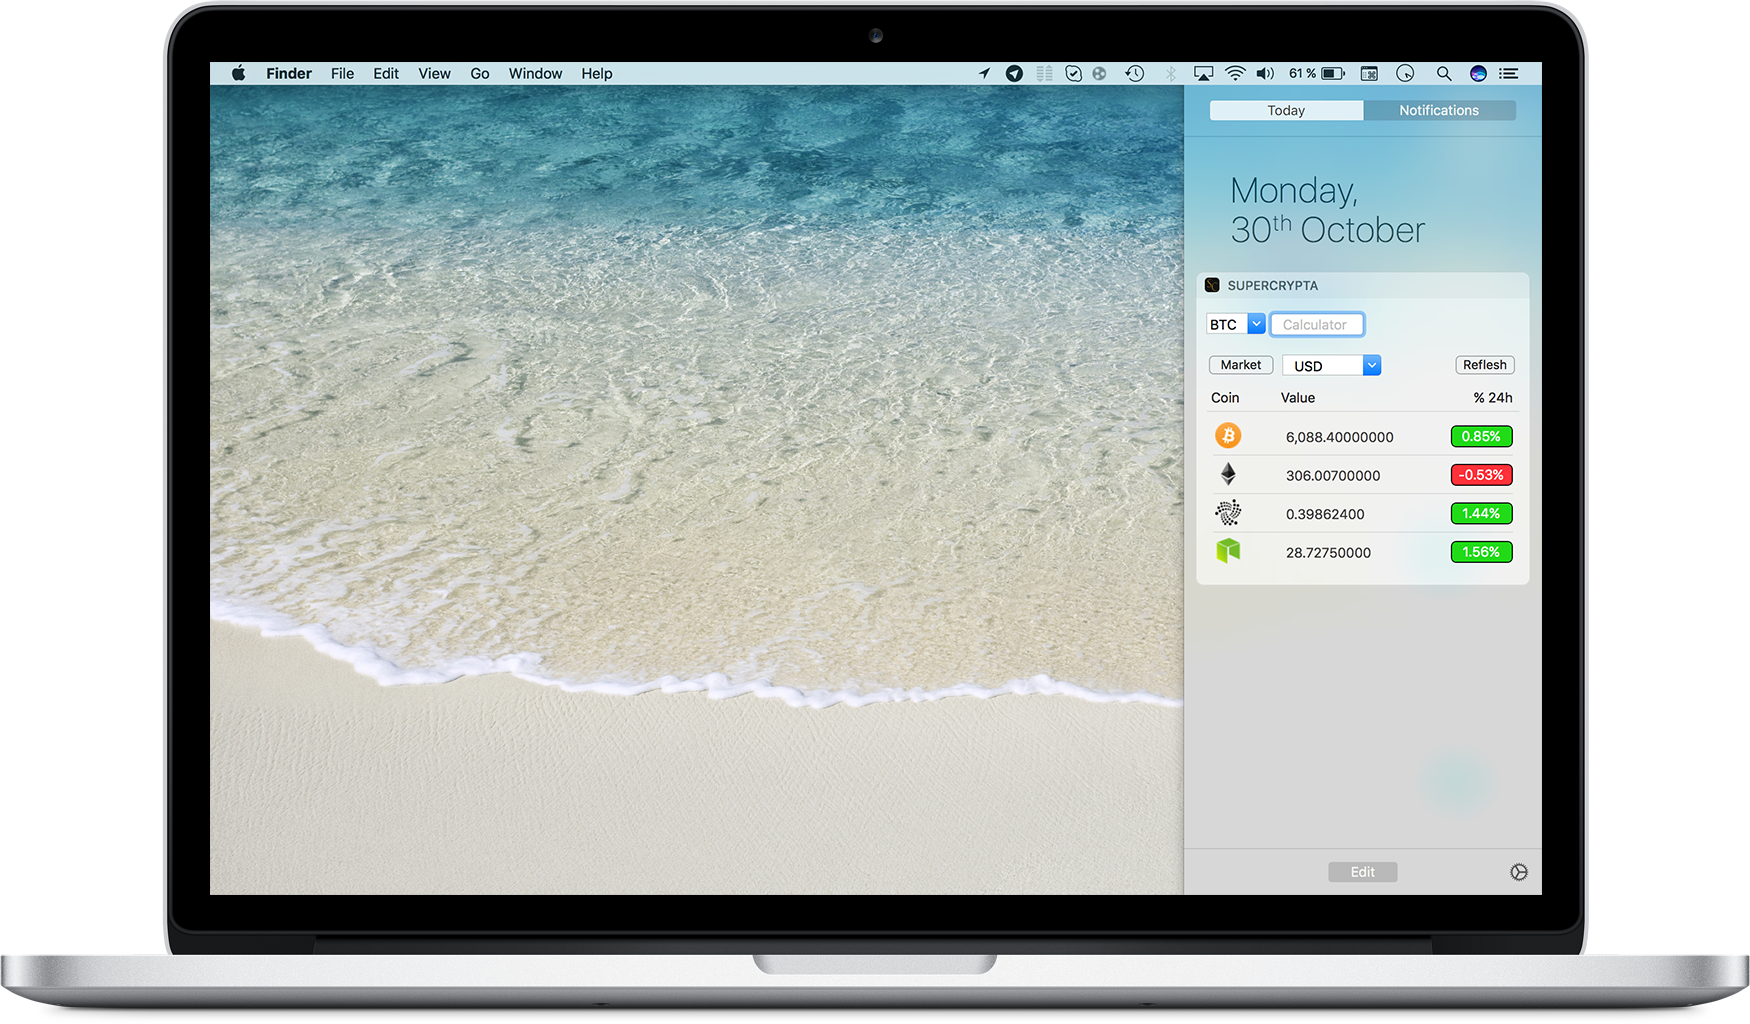 Finder File Edit View Go Window Help 61 %
Today Notifications
Monday,
30th October
SUPERCRYPTA
BTC Calculator
Market USD Reflesh
Coin Value % 24h
6,088.40000000 0.85%
306.00700000 -0.53%
0.39862400 1.44%
28.72750000 1.56%
Edit